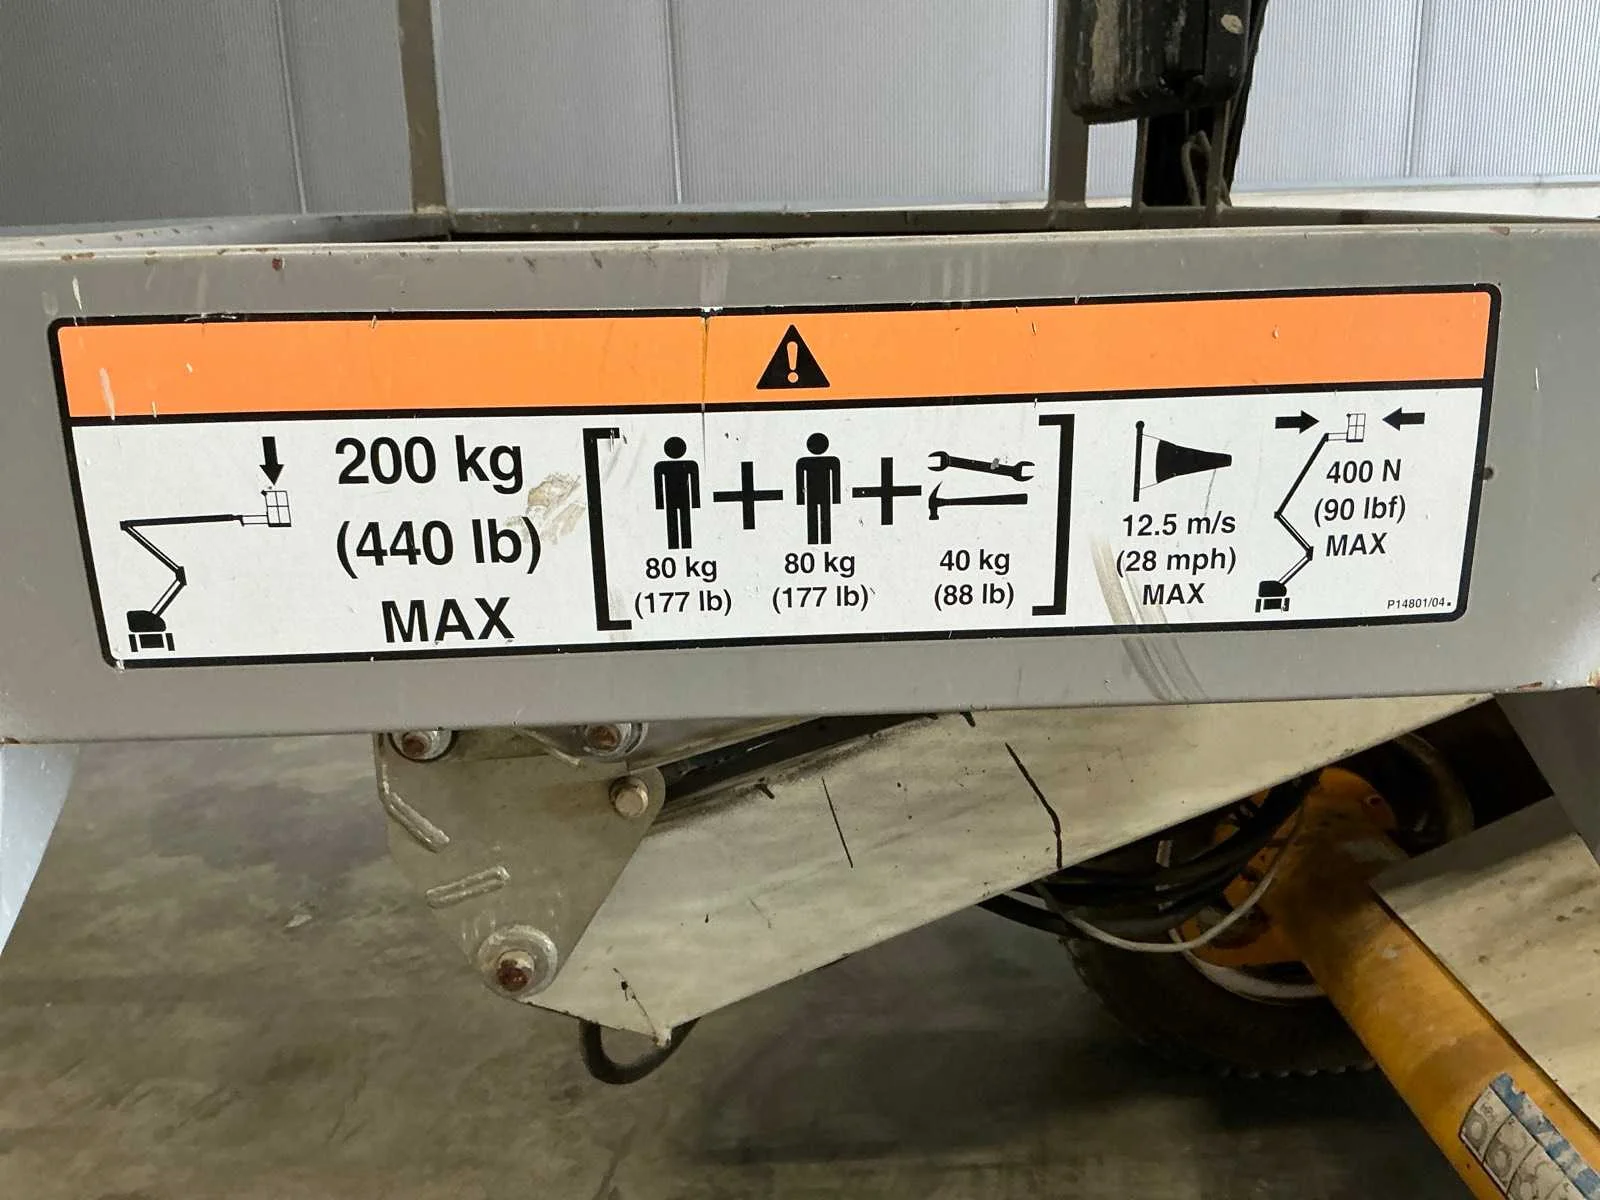 200 kg
(440 lb)
MAX
80 kg
(177 lb)
80 kg
(177 lb)
40 kg
(88 lb)
12.5 m/s
(28 mph)
MAX
400 N
(90 lbf)
MAX
P14801/04